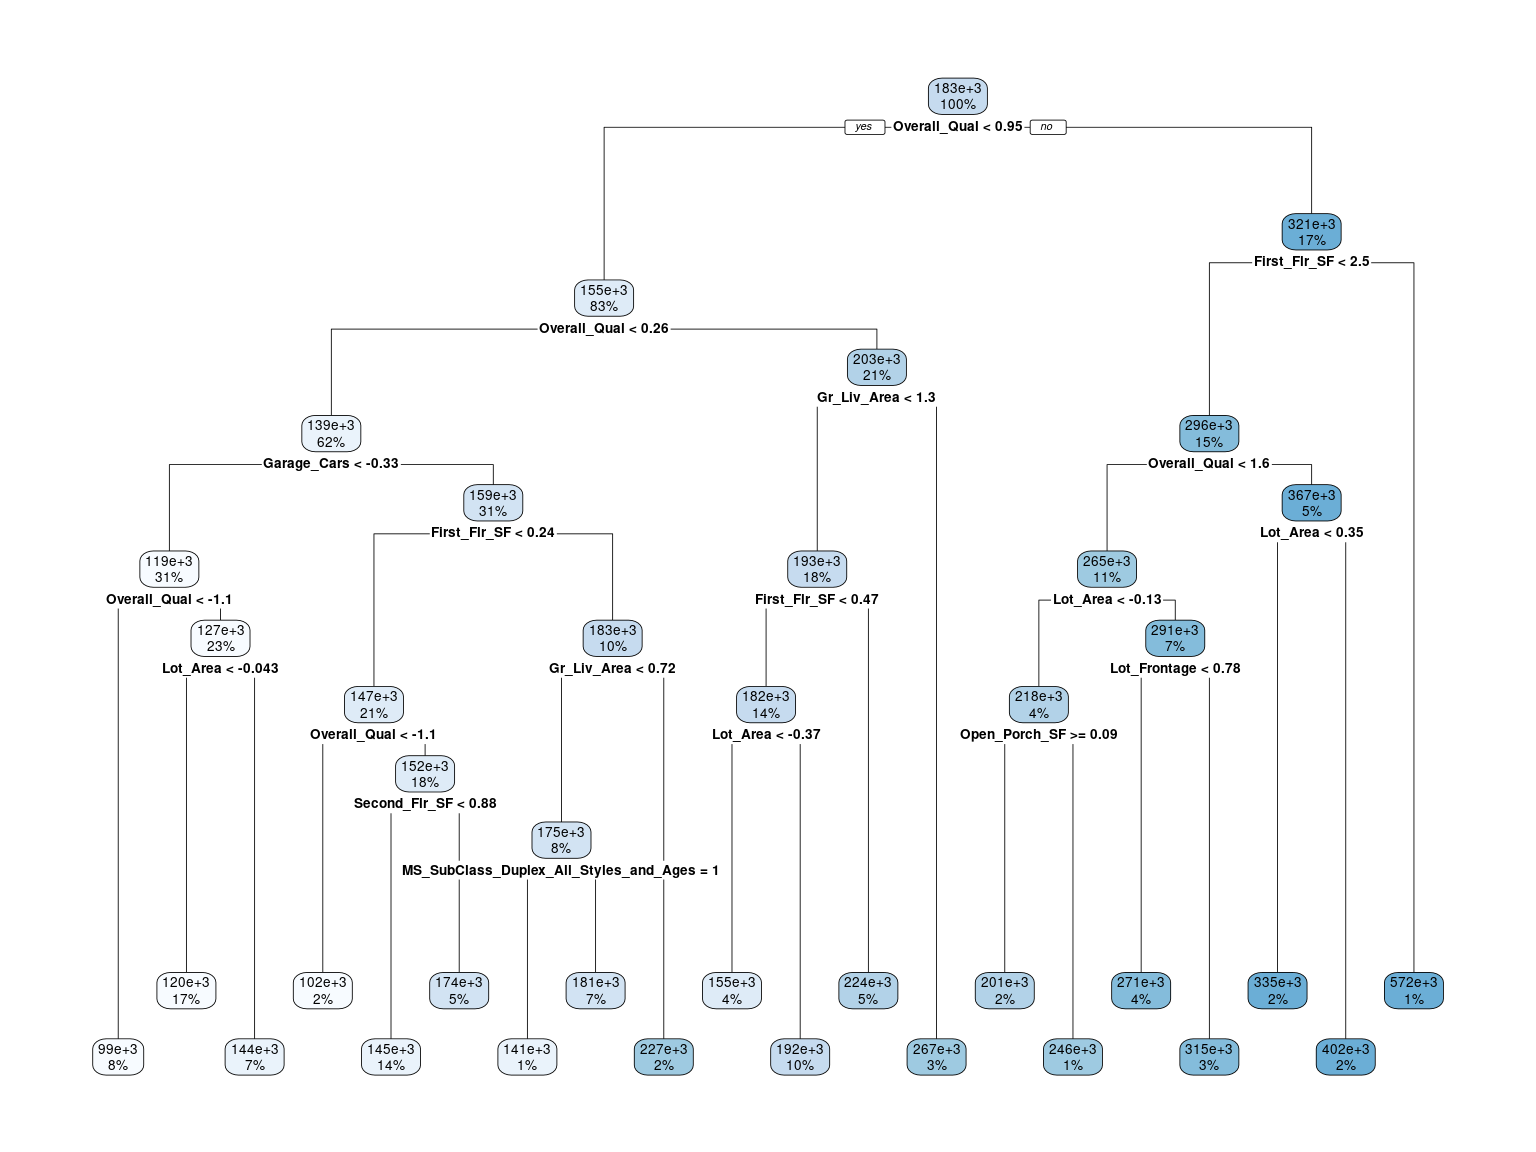 183e+3
100%
yes
Overall_Qual < 0.95
no
321e+3
17%
First_Flr_SF < 2.5
155e+3
83%
Overall_Qual < 0.26
203e+3
21%
Gr_Liv_Area < 1.3
139e+3
62%
Garage_Cars < -0.33
296e+3
15%
Overall_Qual < 1.6
159e+3
31%
First_Flr_SF < 0.24
367e+3
5%
Lot_Area < 0.35
119e+3
31%
Overall_Qual < -1.1
193e+3
18%
First_Flr_SF < 0.47
265e+3
11%
Lot_Area < -0.13
127e+3
23%
Lot_Area < -0.043
183e+3
10%
Gr_Liv_Area < 0.72
291e+3
7%
Lot_Frontage < 0.78
147e+3
21%
Overall_Qual < -1.1
182e+3
14%
Lot_Area < -0.37
218e+3
4%
Open_Porch_SF >= 0.09
152e+3
18%
Second_Flr_SF < 0.88
175e+3
8%
MS_SubClass_Duplex_All_Styles_and_Ages = 1
120e+3
17%
102e+3
2%
174e+3
5%
181e+3
7%
155e+3
4%
224e+3
5%
201e+3
2%
271e+3
4%
335e+3
2%
572e+3
1%
99e+3
8%
144e+3
7%
145e+3
14%
141e+3
1%
227e+3
2%
192e+3
10%
267e+3
3%
246e+3
1%
315e+3
3%
402e+3
2%